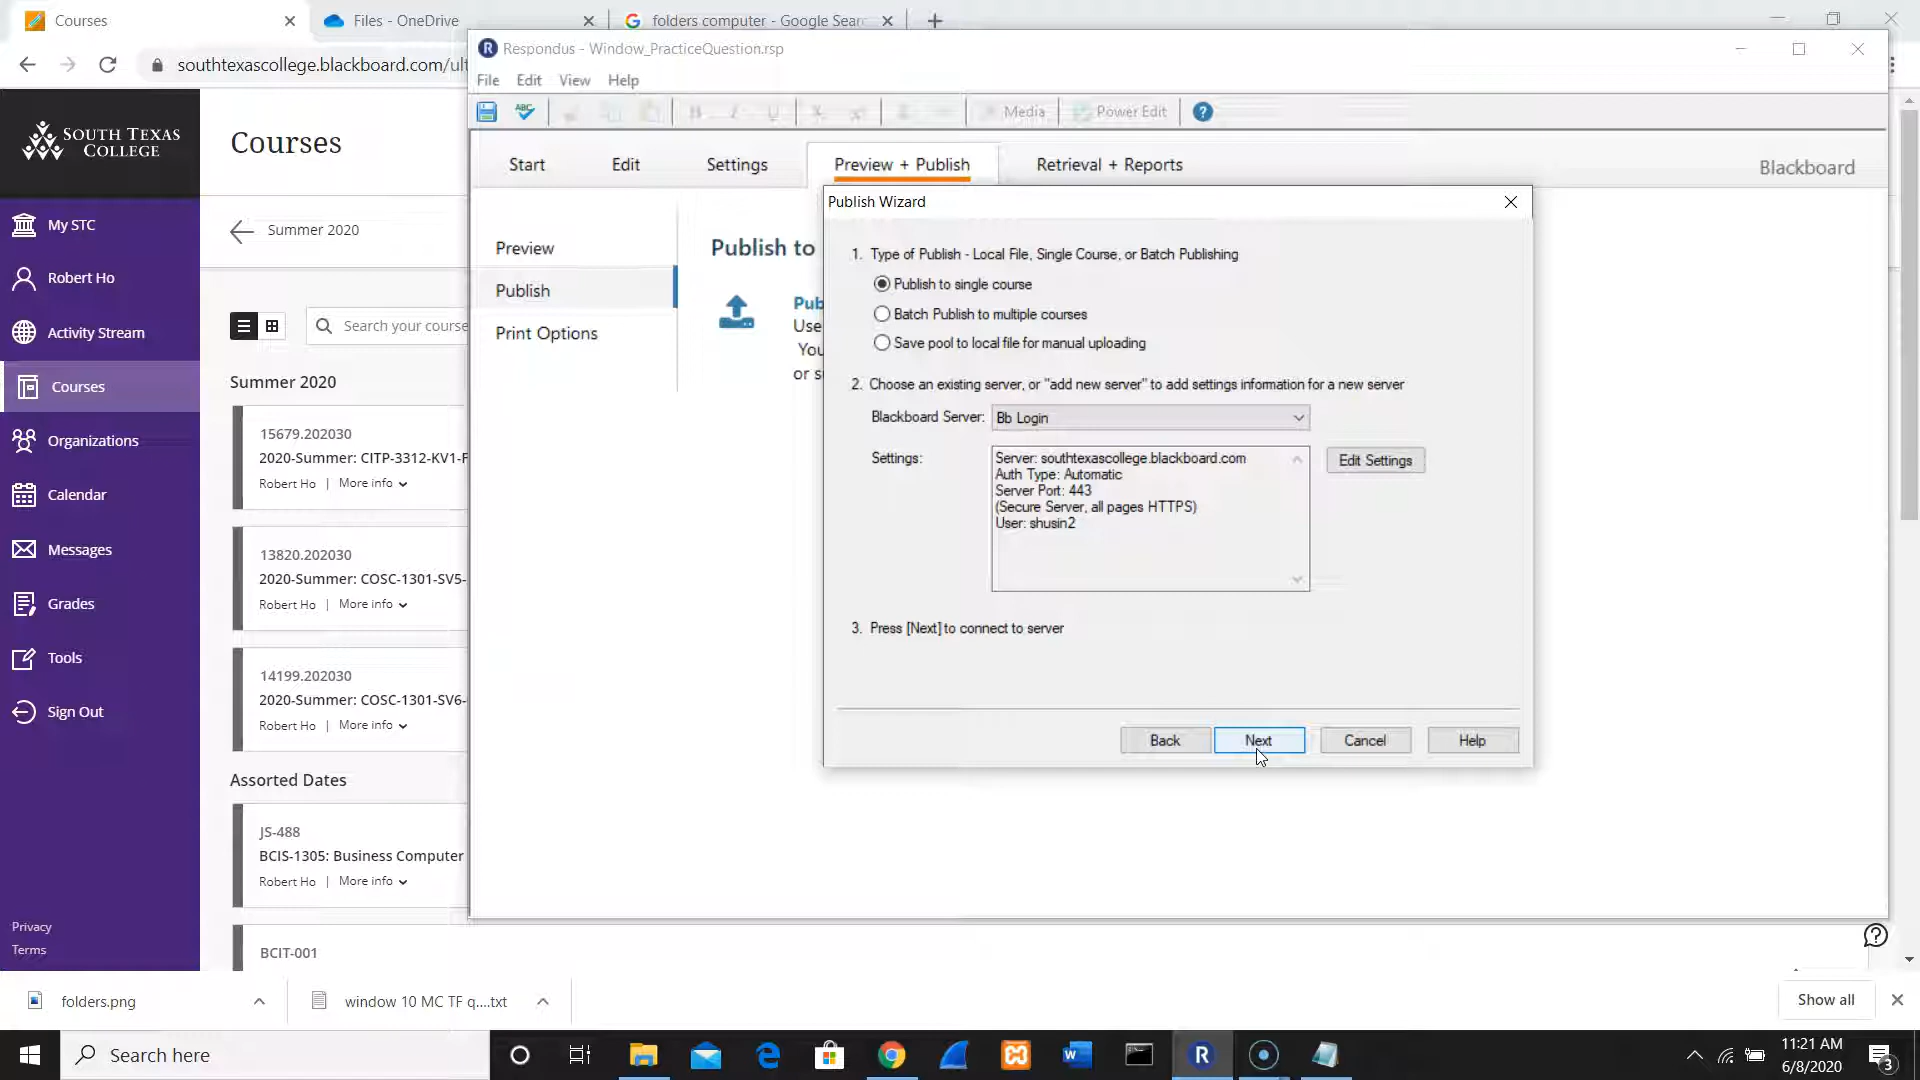 Courses
Files - OneDrive
folders computer - Google Sear
southtexascollege.blackboard.com/ult
Respondus - Window_PracticeQuestion.rsp
File Edit View Help
ABC
B I U
Media
Power Edit
Start
Edit
Settings
Preview + Publish
Retrieval + Reports
Blackboard
SOUTH TEXAS
COLLEGE
My STC
Robert Ho
Activity Stream
Courses
Organizations
Calendar
Messages
Grades
Tools
Sign Out
Privacy
Terms
Courses
Summer 2020
Search your course
Summer 2020
15679.202030
2020-Summer: CITP-3312-KV1-F
Robert Ho | More info
13820.202030
2020-Summer: COSC-1301-SV5-
Robert Ho | More info
14199.202030
2020-Summer: COSC-1301-SV6-
Robert Ho | More info
Assorted Dates
JS-488
BCIS-1305: Business Computer
Robert Ho | More info
BCIT-001
Preview
Publish
Print Options
Publish to
Pub
Use
You
or s
Publish Wizard
1. Type of Publish - Local File, Single Course, or Batch Publishing
Publish to single course
Batch Publish to multiple courses
Save pool to local file for manual uploading
2. Choose an existing server, or "add new server" to add settings information for a new server
Blackboard Server: Bb Login
Settings:
Server: southtexascollege.blackboard.com
Auth Type: Automatic
Server Port: 443
(Secure Server, all pages HTTPS)
User: shusin2
Edit Settings
3. Press [Next] to connect to server
Back
Next
Cancel
Help
folders.png
window 10 MC TF q....txt
Show all
Search here
11:21 AM
6/8/2020
3